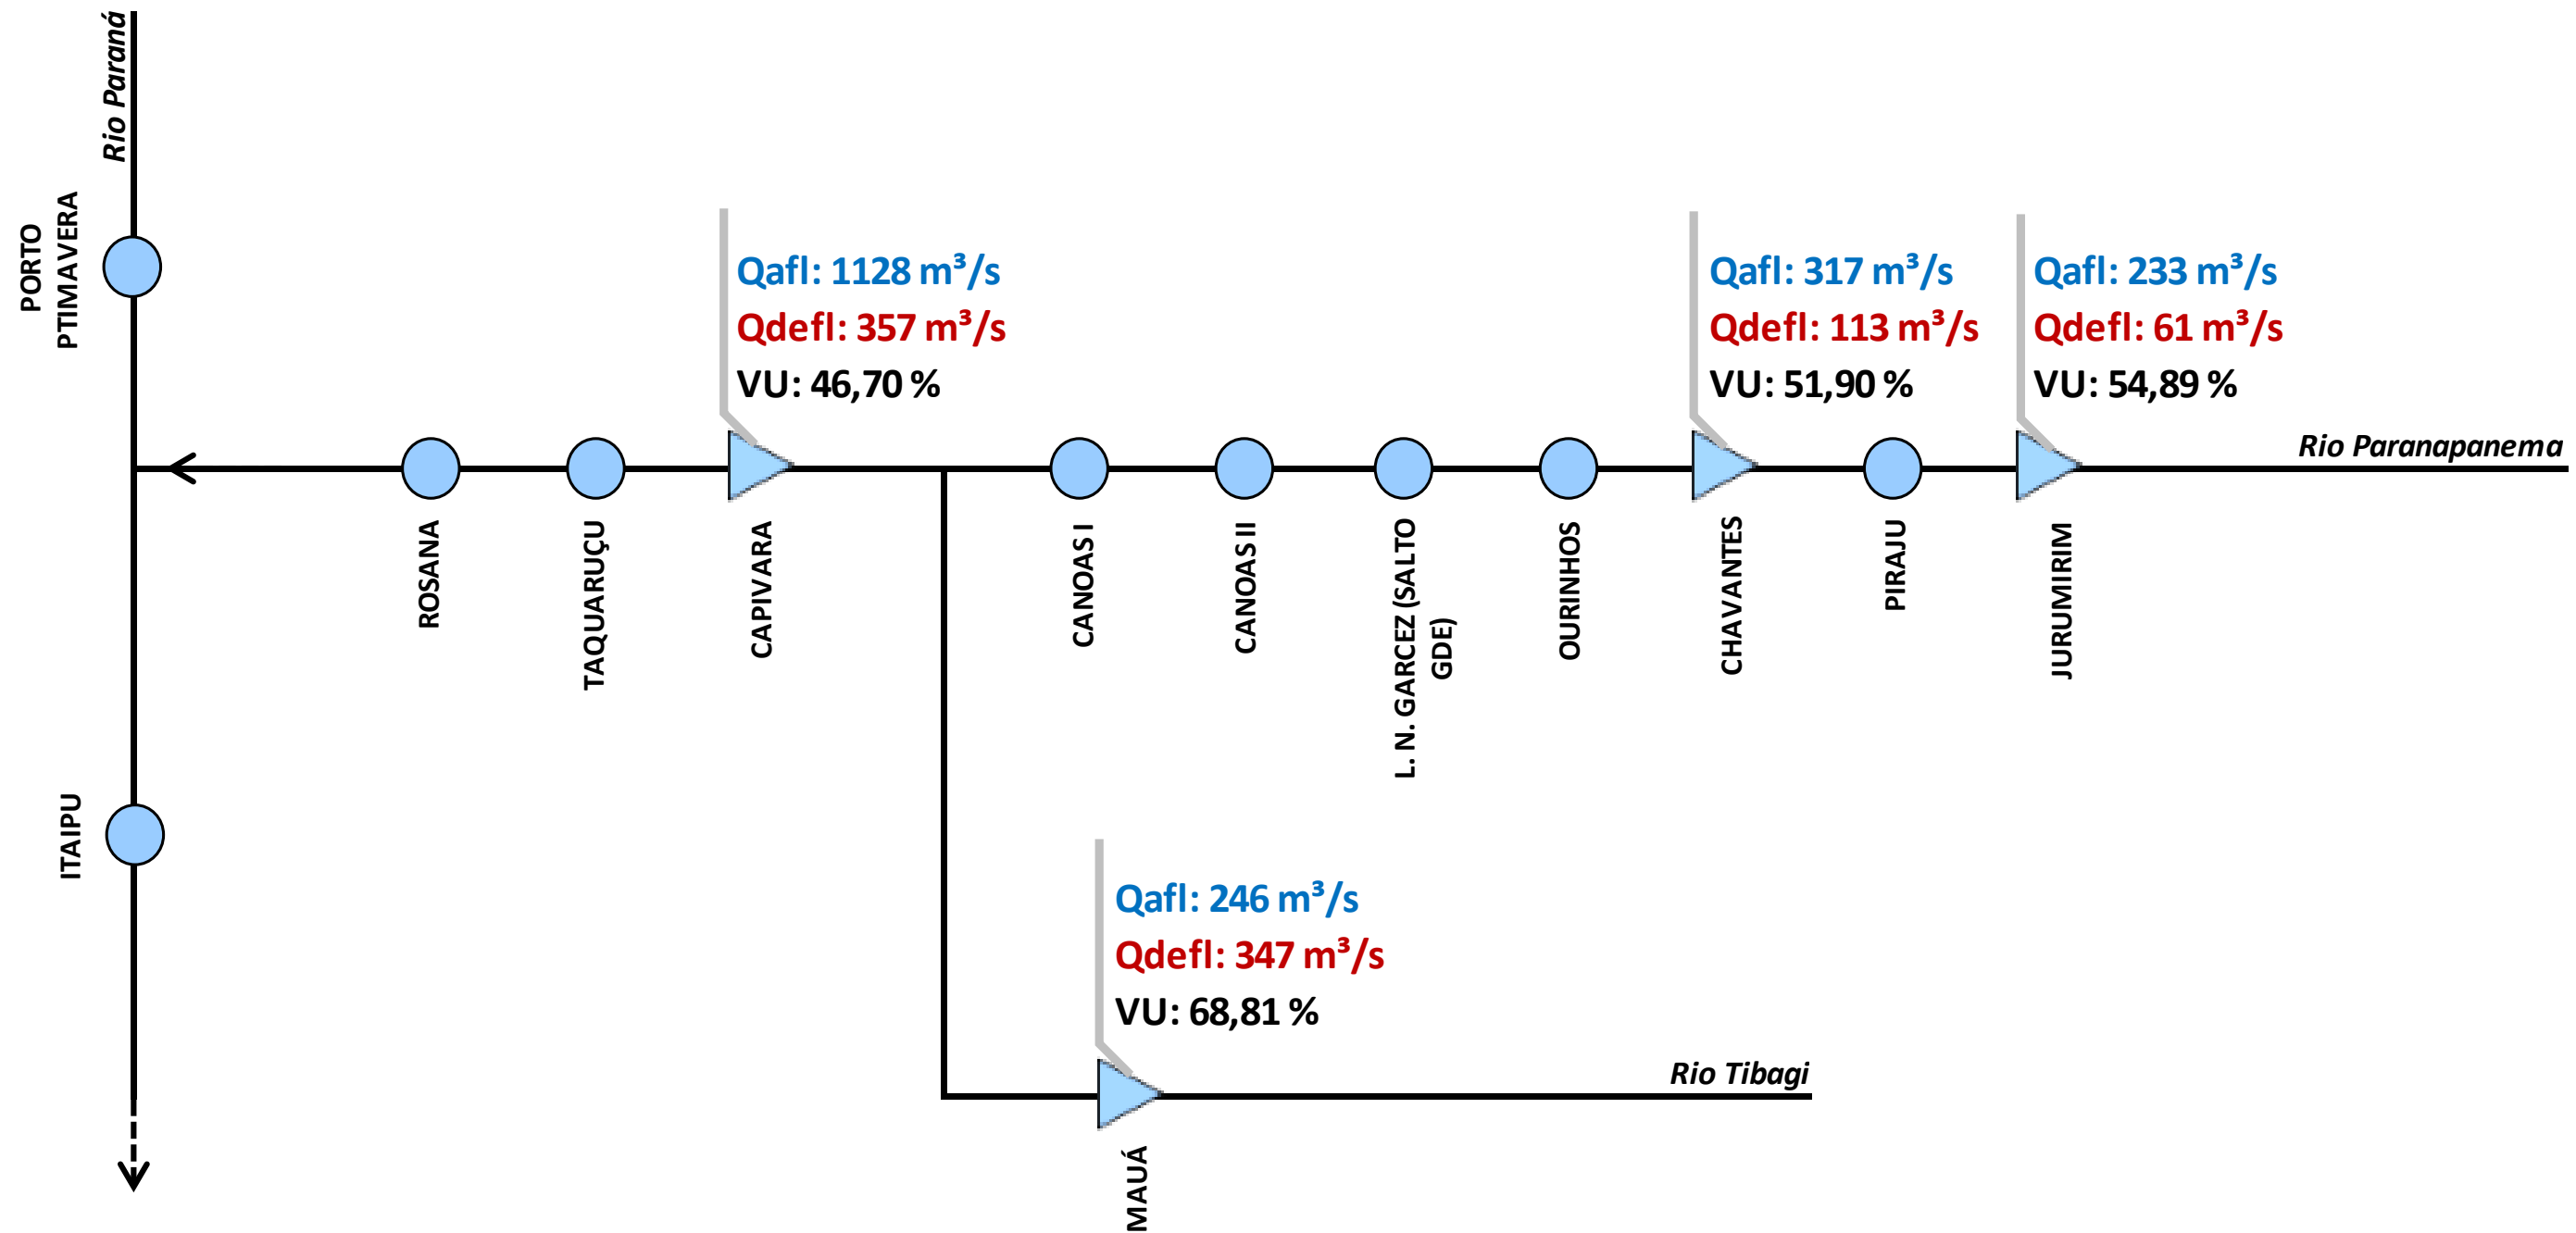 Rio Paraná
PORTO
PTIMAVERA
Qafl: 1128 m³/s
Qdefl: 357 m³/s
VU: 46,70 %
Qafl: 317 m³/s
Qdefl: 113 m³/s
VU: 51,90 %
Qafl: 233 m³/s
Qdefl: 61 m³/s
VU: 54,89 %
Rio Paranapanema
ROSANA
TAQUARUÇU
CAPIVARA
CANOAS I
CANOAS II
L. N. GARCEZ (SALTO
GDE)
OURINHOS
CHAVANTES
PIRAJU
JURUMIRIM
ITAIPU
Qafl: 246 m³/s
Qdefl: 347 m³/s
VU: 68,81 %
Rio Tibagi
MAUÁ